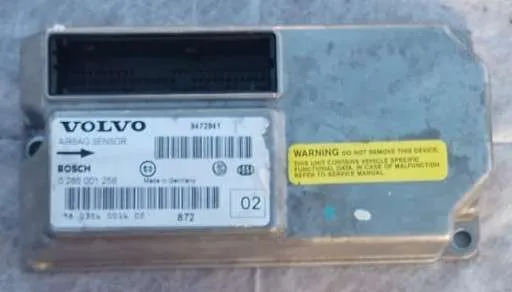 VOLVO 9472941
AIRBAG SENSOR
BOSCH
0 285 001 258 Made in Germany
872
02
WARNING DO NOT REMOVE THIS DEVICE.
THIS UNIT CONTAINS VEHICLE SPECIFIC
FUNCTIONAL DATA, IN CASE OF MALFUNCTION
REFER TO SERVICE MANUAL.